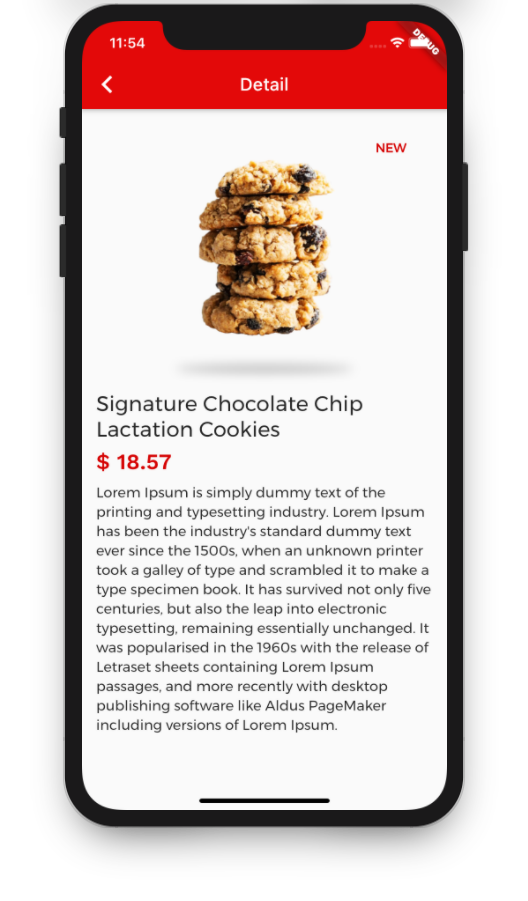 11:54
DEBUG
Detail
NEW
Signature Chocolate Chip
Lactation Cookies
$ 18.57
Lorem Ipsum is simply dummy text of the
printing and typesetting industry. Lorem Ipsum
has been the industry's standard dummy text
ever since the 1500s, when an unknown printer
took a galley of type and scrambled it to make a
type specimen book. It has survived not only five
centuries, but also the leap into electronic
typesetting, remaining essentially unchanged. It
was popularised in the 1960s with the release of
Letraset sheets containing Lorem Ipsum
passages, and more recently with desktop
publishing software like Aldus PageMaker
including versions of Lorem Ipsum.